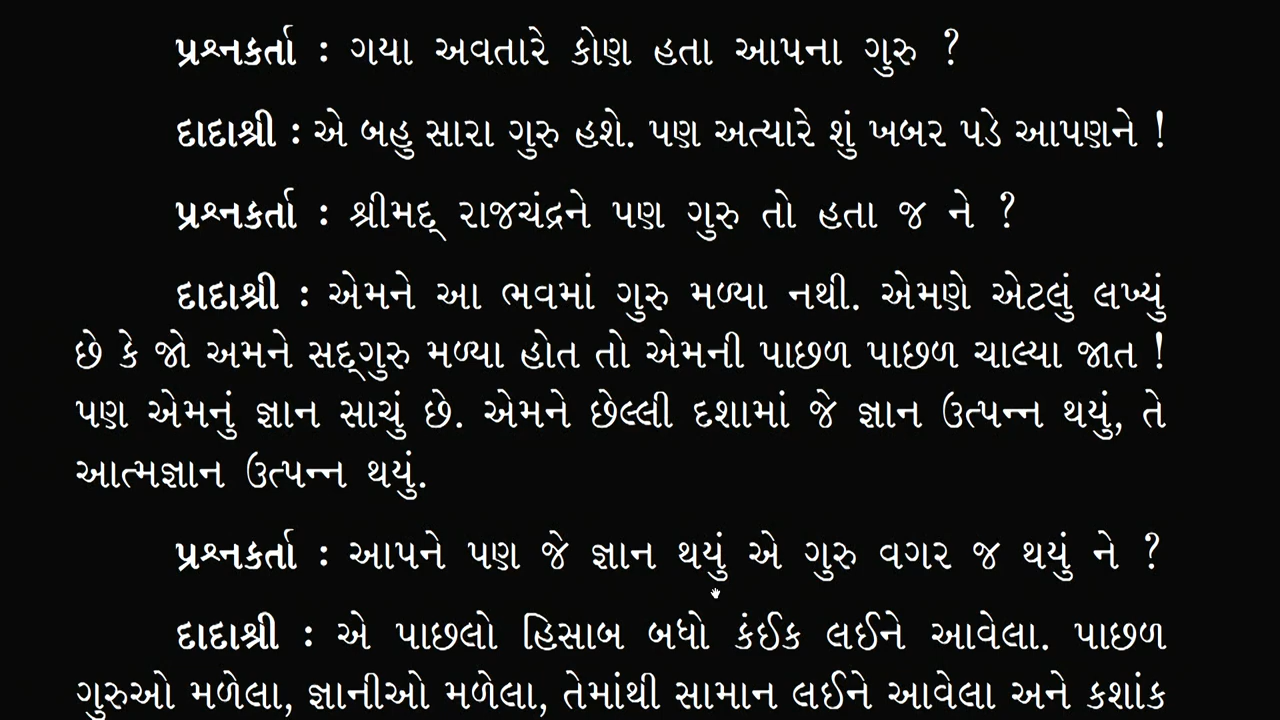 પ્રશ્નકર્તા : ગયા અવતારે કોણ હતા આપના ગુરુ ?
દાદાશ્રી : એ બહુ સારા ગુરુ હશે. પણ અત્યારે શું ખબર પડે આપણને !
પ્રશ્નકર્તા : શ્રીમદ્ રાજચંદ્રને પણ ગુરુ તો હતા જ ને ?
દાદાશ્રી : એમને આ ભવમાં ગુરુ મળ્યા નથી. એમણે એટલું લખ્યું
છે કે જો અમને સદ્‌ગુરુ મળ્યા હોત તો એમની પાછળ પાછળ ચાલ્યા જાત !
પણ એમનું જ્ઞાન સાચું છે. એમને છેલ્લી દશામાં જે જ્ઞાન ઉત્પન્ન થયું, તે
આત્મજ્ઞાન ઉત્પન્ન થયું.
પ્રશ્નકર્તા : આપને પણ જે જ્ઞાન થયું એ ગુરુ વગર જ થયું ને ?
દાદાશ્રી : એ પાછલો હિસાબ બધો કંઈક લઈને આવેલા. પાછળ
ગુરુઓ મળેલા, જ્ઞાનીઓ મળેલા, તેમાંથી સામાન લઈને આવેલા અને કશાંક